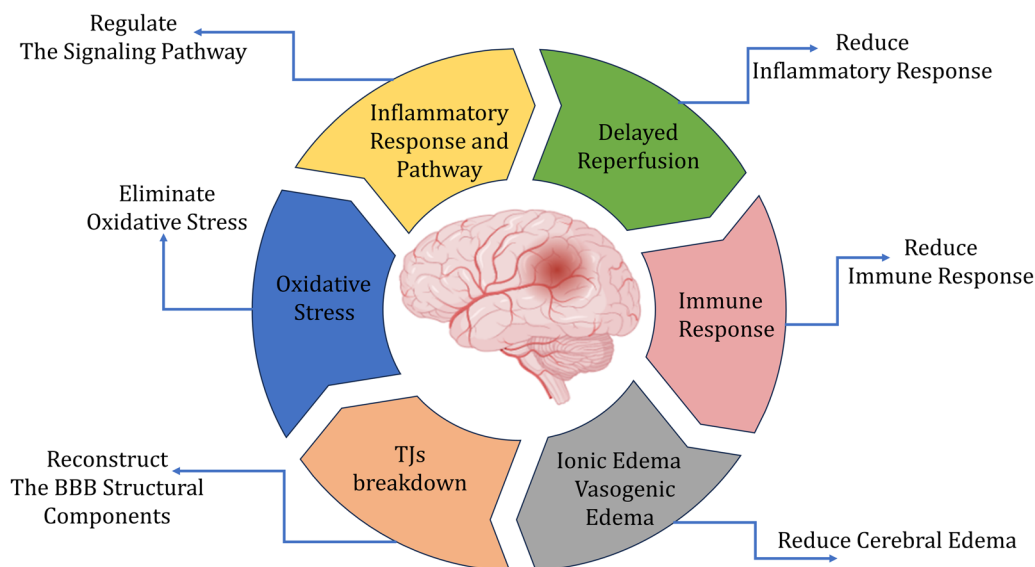 Regulate
The Signaling Pathway
Reduce
Inflammatory Response
Inflammatory
Response and
Pathway
Delayed
Reperfusion
Eliminate
Oxidative Stress
Reduce
Immune Response
Oxidative
Stress
Immune
Response
Reconstruct
The BBB Structural
Components
TJs
breakdown
Ionic Edema
Vasogenic
Edema
Reduce Cerebral Edema